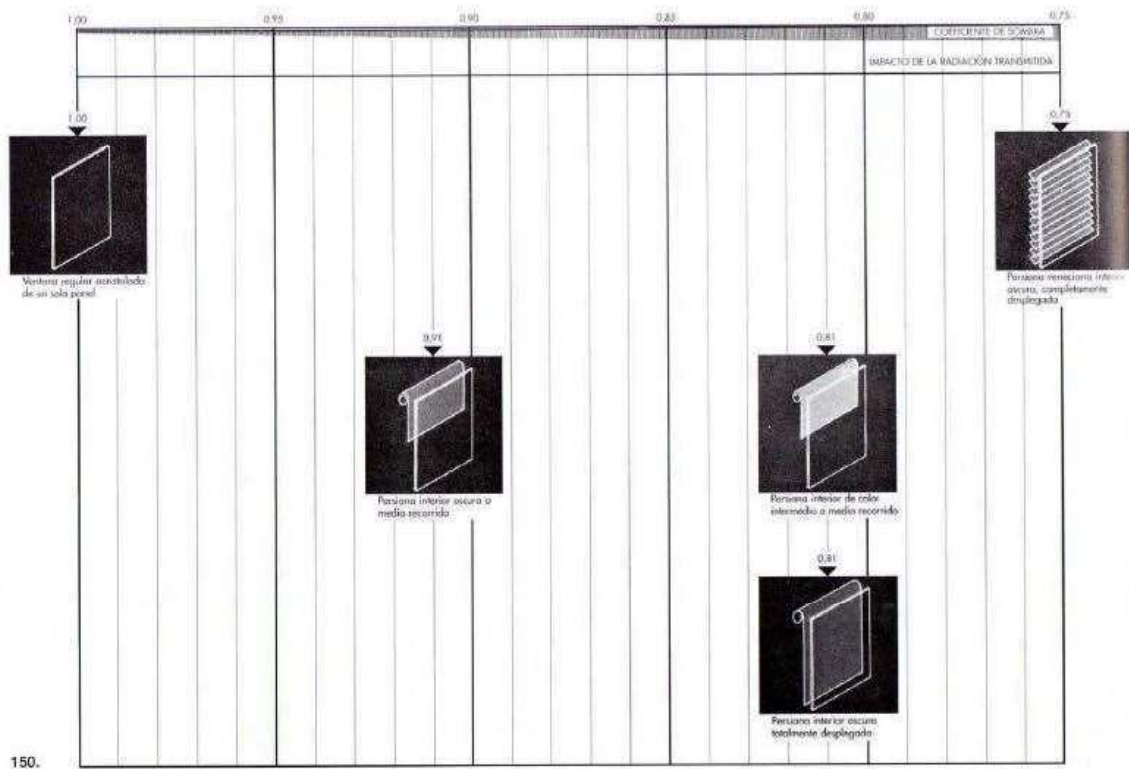 1,00 0,95 0,90 0,85 0,80 0,75
COEFICIENTE DE SOMBRA
IMPACTO DE LA RADIACIÓN TRANSMITIDA
1,00
Ventana regular acristalada
de un solo panel
0,75
Persiana veneciana interior
oscura, completamente
desplegada
0,91
Persiana interior oscura a
medio recorrido
0,81
Persiana interior de color
intermedio a medio recorrido
0,81
Persiana interior oscura
totalmente desplegada
150.